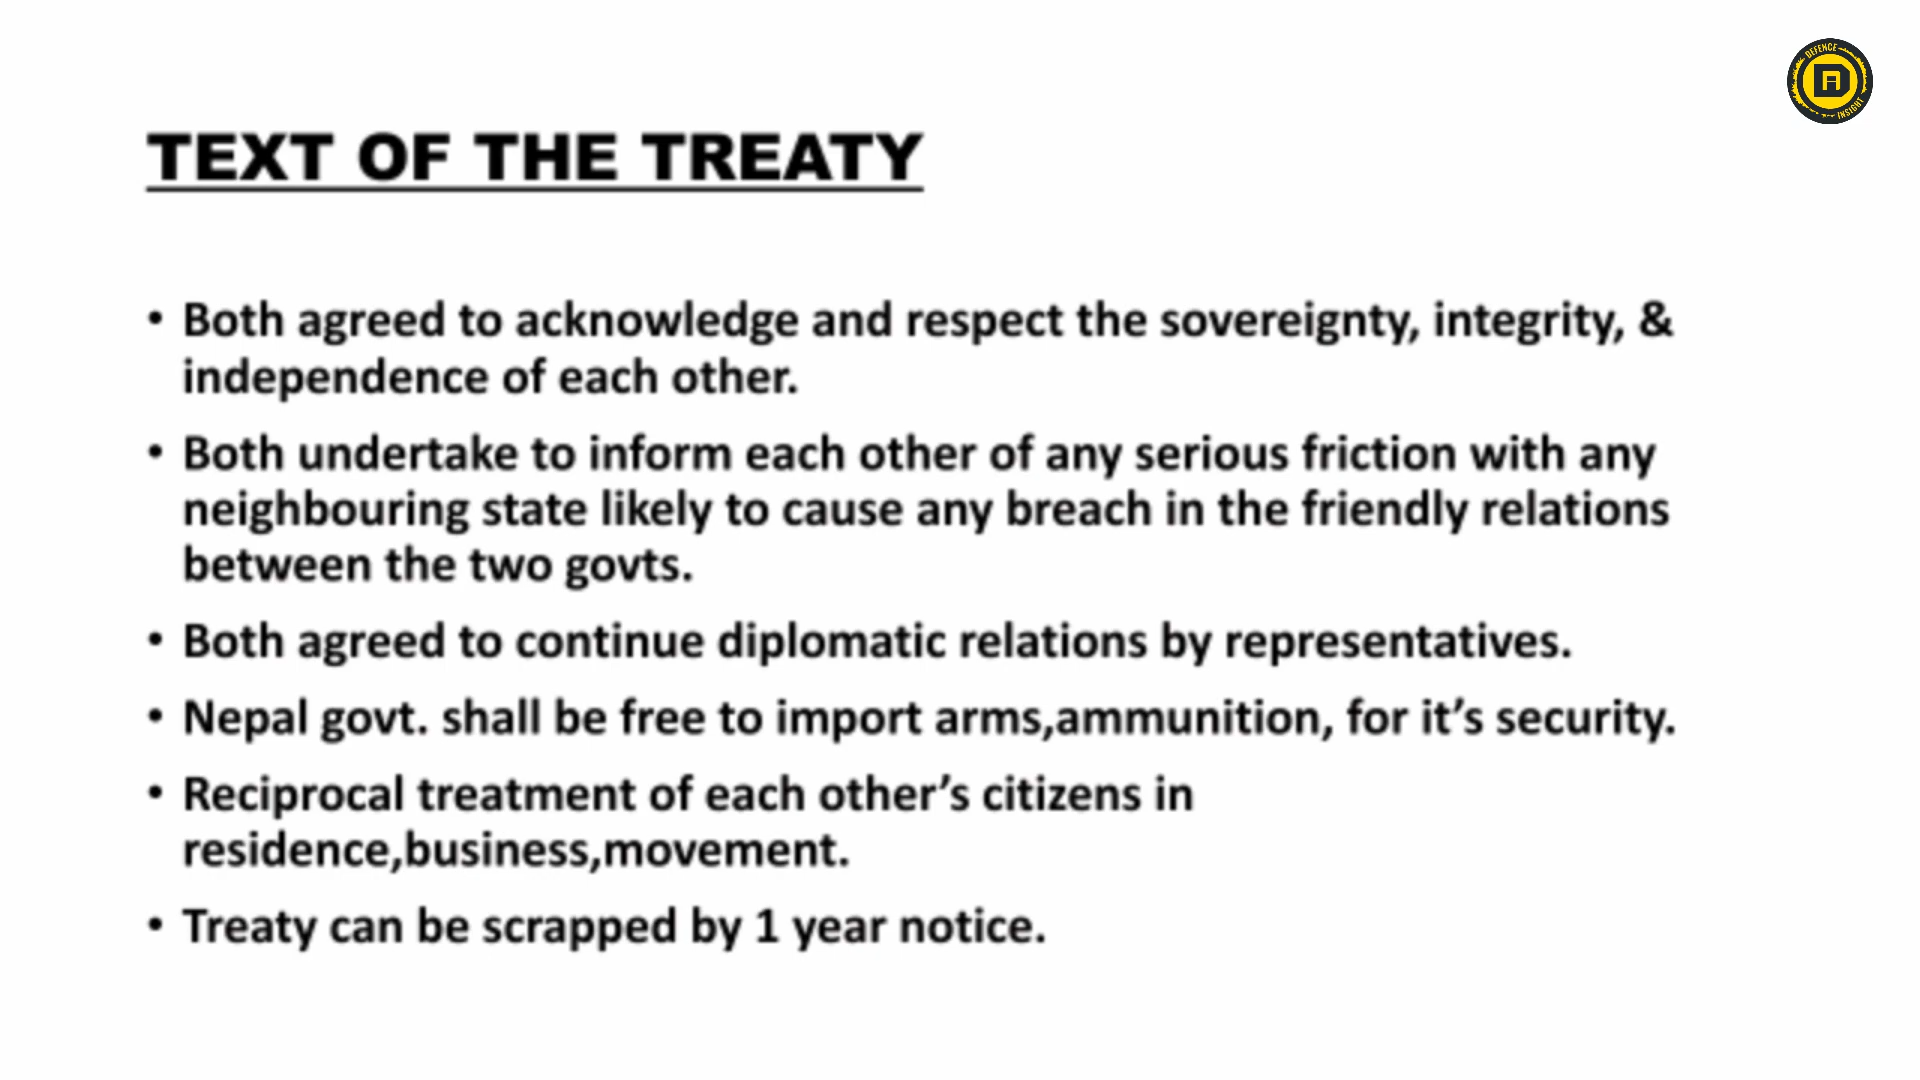 DEFENCE
INSIGHT
TEXT OF THE TREATY
• Both agreed to acknowledge and respect the sovereignty, integrity, &
independence of each other.
• Both undertake to inform each other of any serious friction with any
neighbouring state likely to cause any breach in the friendly relations
between the two govts.
• Both agreed to continue diplomatic relations by representatives.
• Nepal govt. shall be free to import arms,ammunition, for it’s security.
• Reciprocal treatment of each other’s citizens in
residence,business,movement.
• Treaty can be scrapped by 1 year notice.